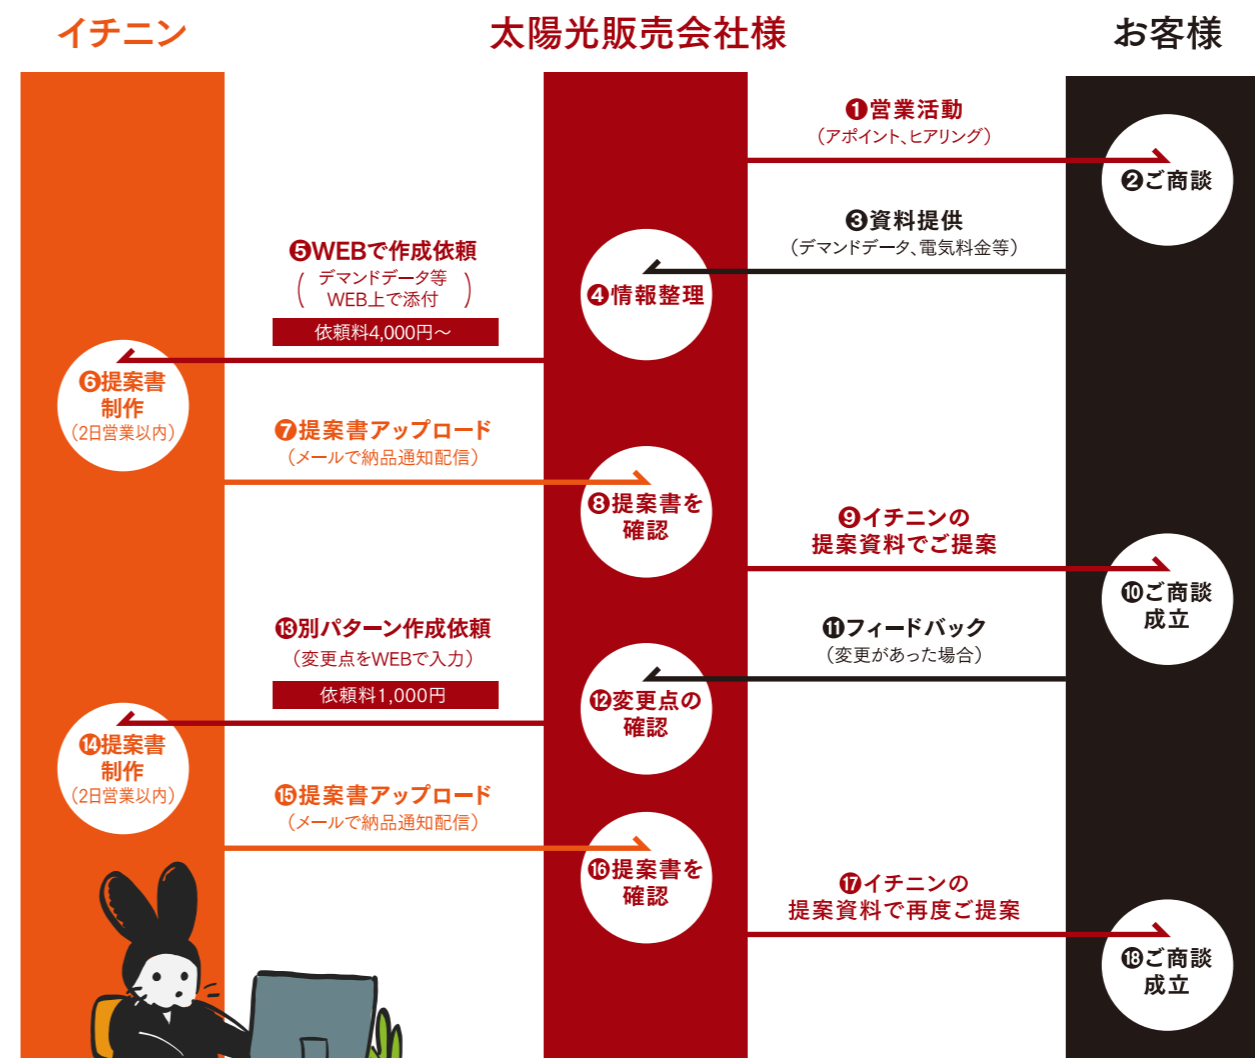 イチニン
太陽光販売会社様
お客様
❶営業活動
（アポイント、ヒアリング）
❷ご商談
❸資料提供
（デマンドデータ、電気料金等）
❹情報整理
❺WEBで作成依頼
（デマンドデータ等
WEB上で添付）
依頼料4,000円～
❻提案書
制作
（2日営業以内）
❼提案書アップロード
（メールで納品通知配信）
❽提案書を
確認
❾イチニンの
提案資料でご提案
❿ご商談
成立
⓫フィードバック
（変更があった場合）
⓬変更点の
確認
⓭別パターン作成依頼
（変更点をWEBで入力）
依頼料1,000円
⓮提案書
制作
（2日営業以内）
⓯提案書アップロード
（メールで納品通知配信）
⓰提案書を
確認
⓱イチニンの
提案資料で再度ご提案
⓲ご商談
成立